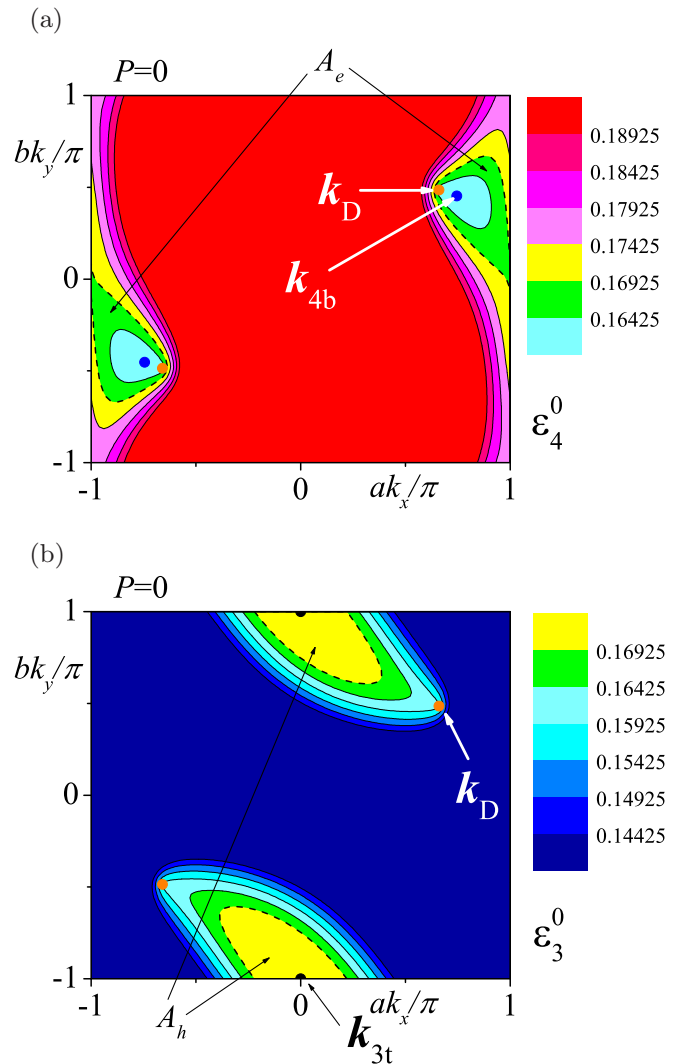 (a)
P=0
A_e
1
bk_y/π
0
-1
k_D
k_4b
0.18925
0.18425
0.17925
0.17425
0.16925
0.16425
ε_4^0
-1
0
ak_x/π
1
(b)
P=0
1
bk_y/π
0
-1
k_D
0.16925
0.16425
0.15925
0.15425
0.14925
0.14425
ε_3^0
-1
0
ak_x/π
1
A_h
k_3t